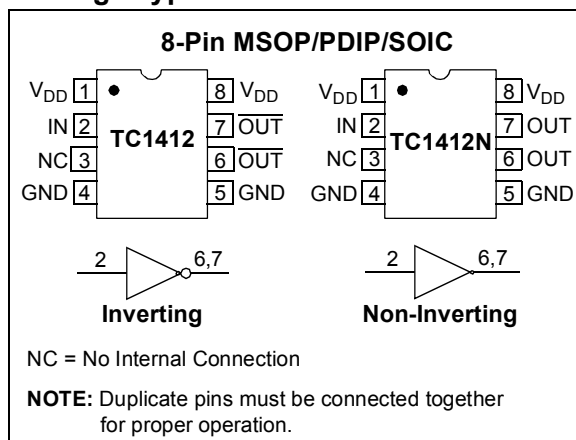 8-Pin MSOP/PDIP/SOIC
VDD 1 8 VDD VDD 1 8 VDD
IN 2 TC1412 7 OUT IN 2 TC1412N 7 OUT
NC 3 6 OUT NC 3 6 OUT
GND 4 5 GND GND 4 5 GND
2 6,7 2 6,7
Inverting Non-Inverting
NC = No Internal Connection
NOTE: Duplicate pins must be connected together
for proper operation.